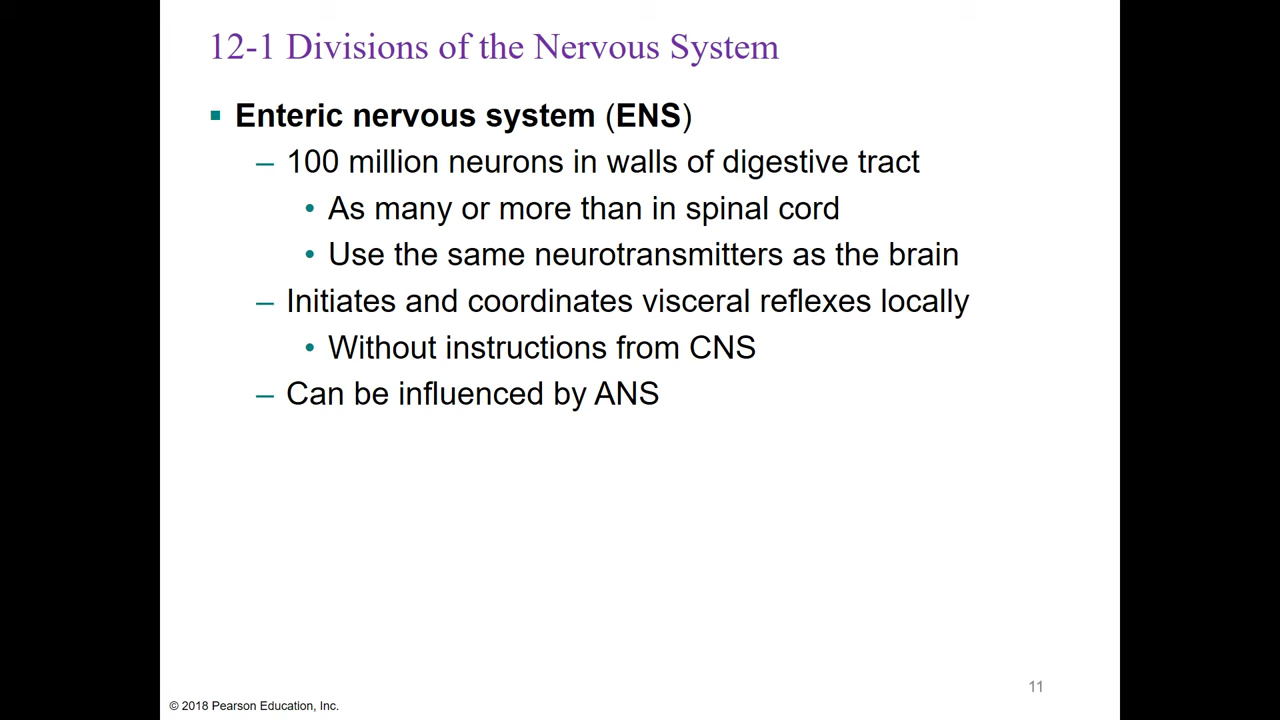 12-1 Divisions of the Nervous System
▪ Enteric nervous system (ENS)
– 100 million neurons in walls of digestive tract
• As many or more than in spinal cord
• Use the same neurotransmitters as the brain
– Initiates and coordinates visceral reflexes locally
• Without instructions from CNS
– Can be influenced by ANS
11
© 2018 Pearson Education, Inc.